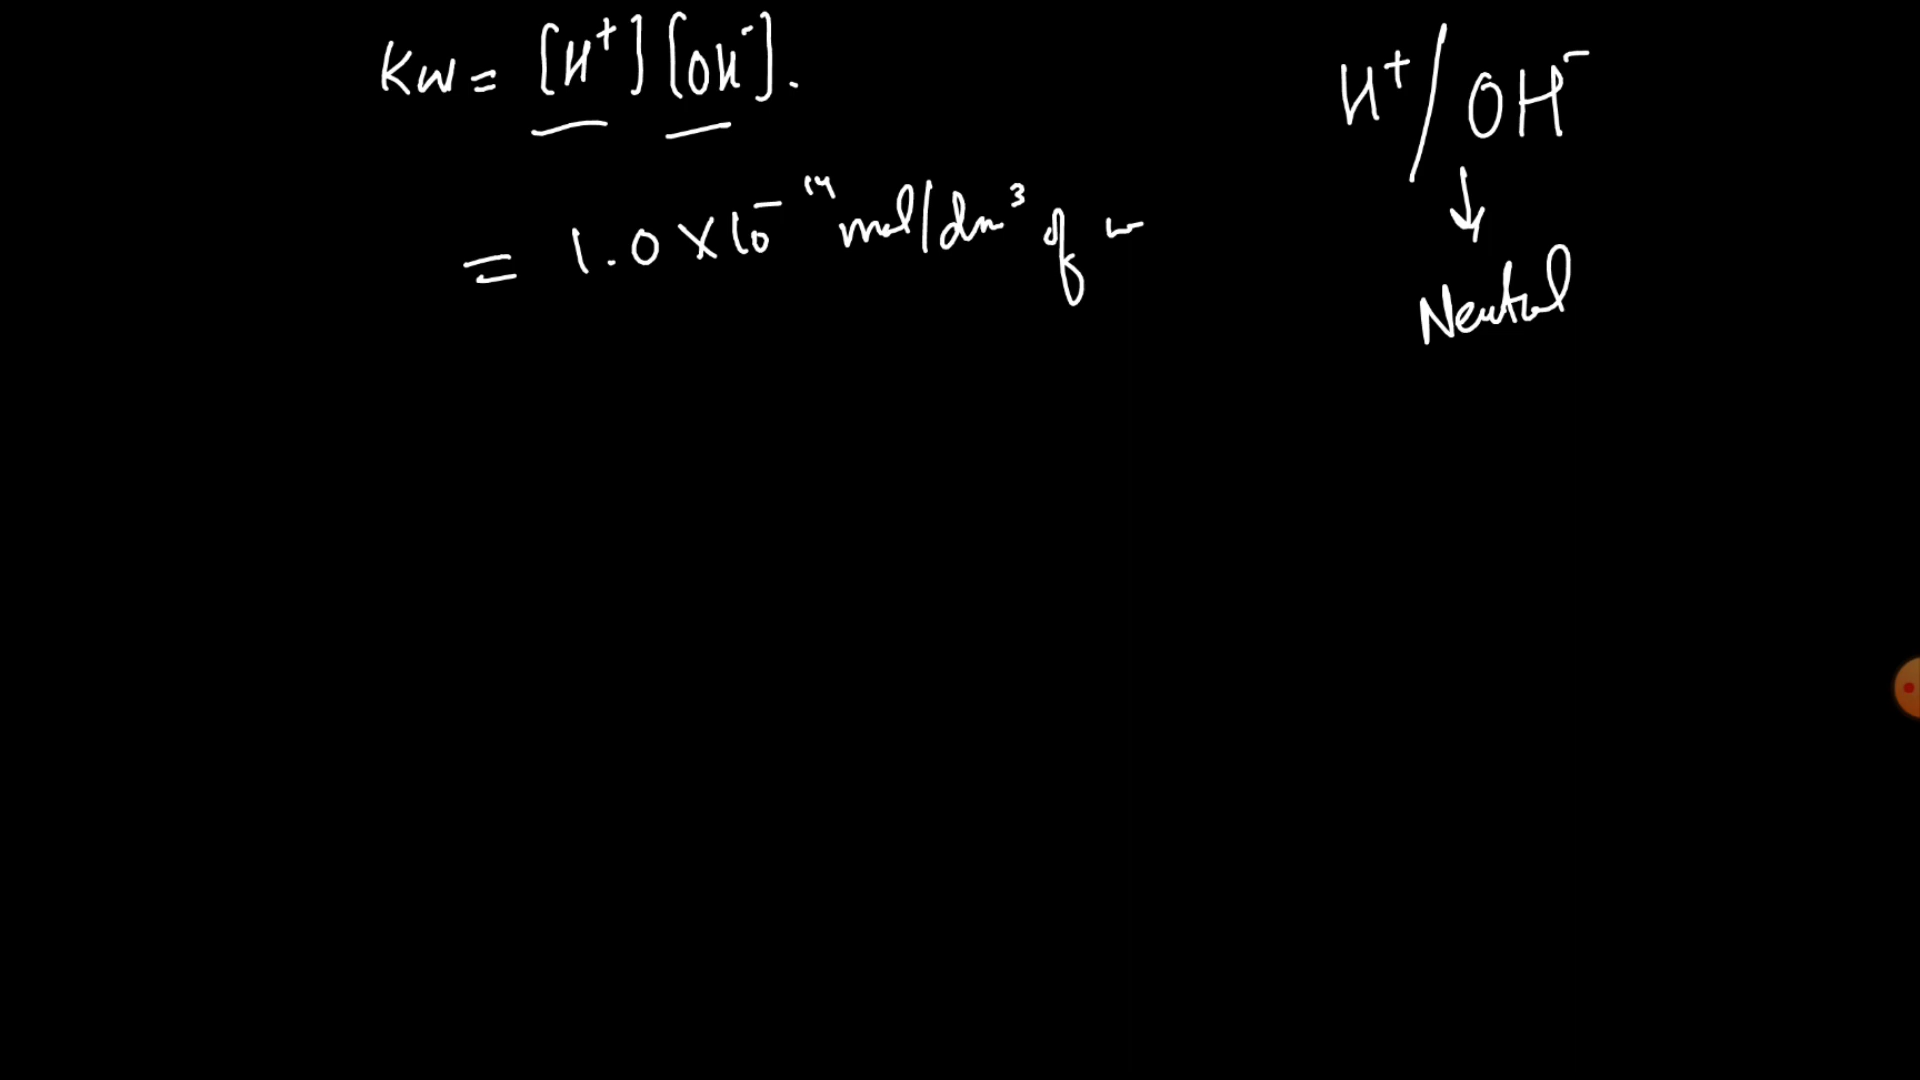 Kw = [H⁺][OH⁻].
= 1.0 × 10⁻¹⁴ mol/dm³ of w
H⁺/OH⁻
↓
Neutral